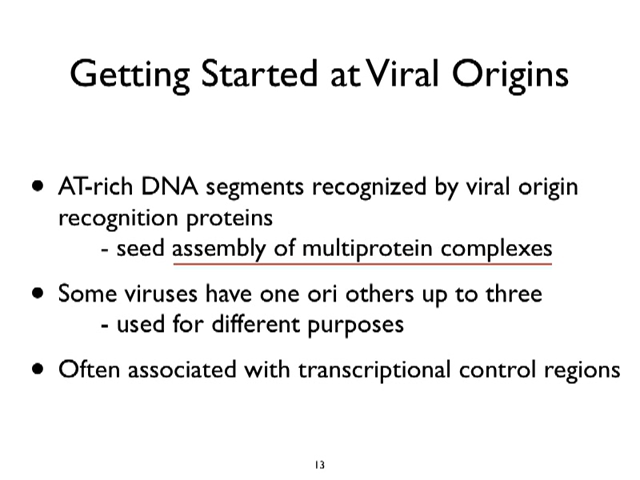 Getting Started at Viral Origins
• AT-rich DNA segments recognized by viral origin
recognition proteins
- seed assembly of multiprotein complexes
• Some viruses have one ori others up to three
- used for different purposes
• Often associated with transcriptional control regions
13